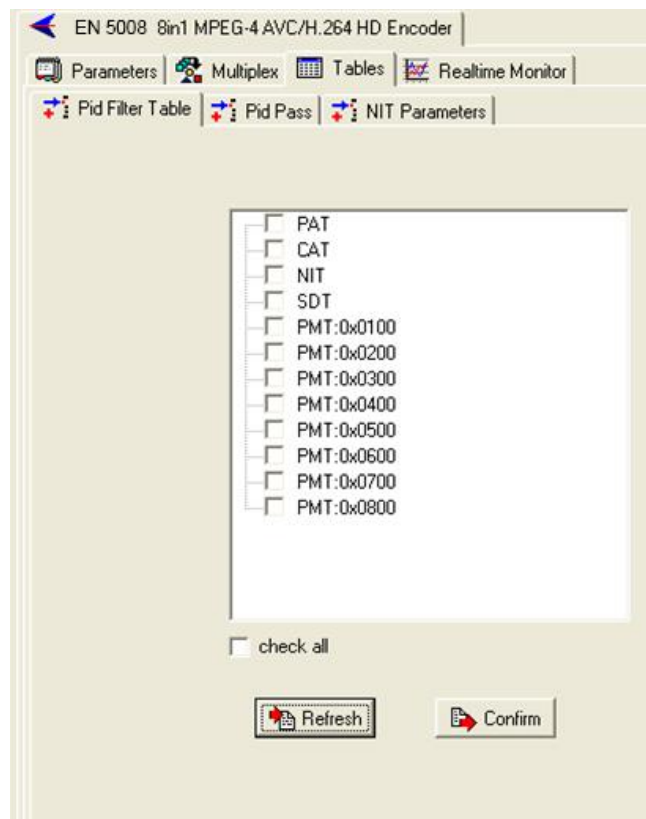 EN 5008 8in1 MPEG-4 AVC/H.264 HD Encoder
Parameters Multiplex Tables Realtime Monitor
Pid Filter Table Pid Pass NIT Parameters
PAT
CAT
NIT
SDT
PMT:0x0100
PMT:0x0200
PMT:0x0300
PMT:0x0400
PMT:0x0500
PMT:0x0600
PMT:0x0700
PMT:0x0800
check all
Refresh Confirm